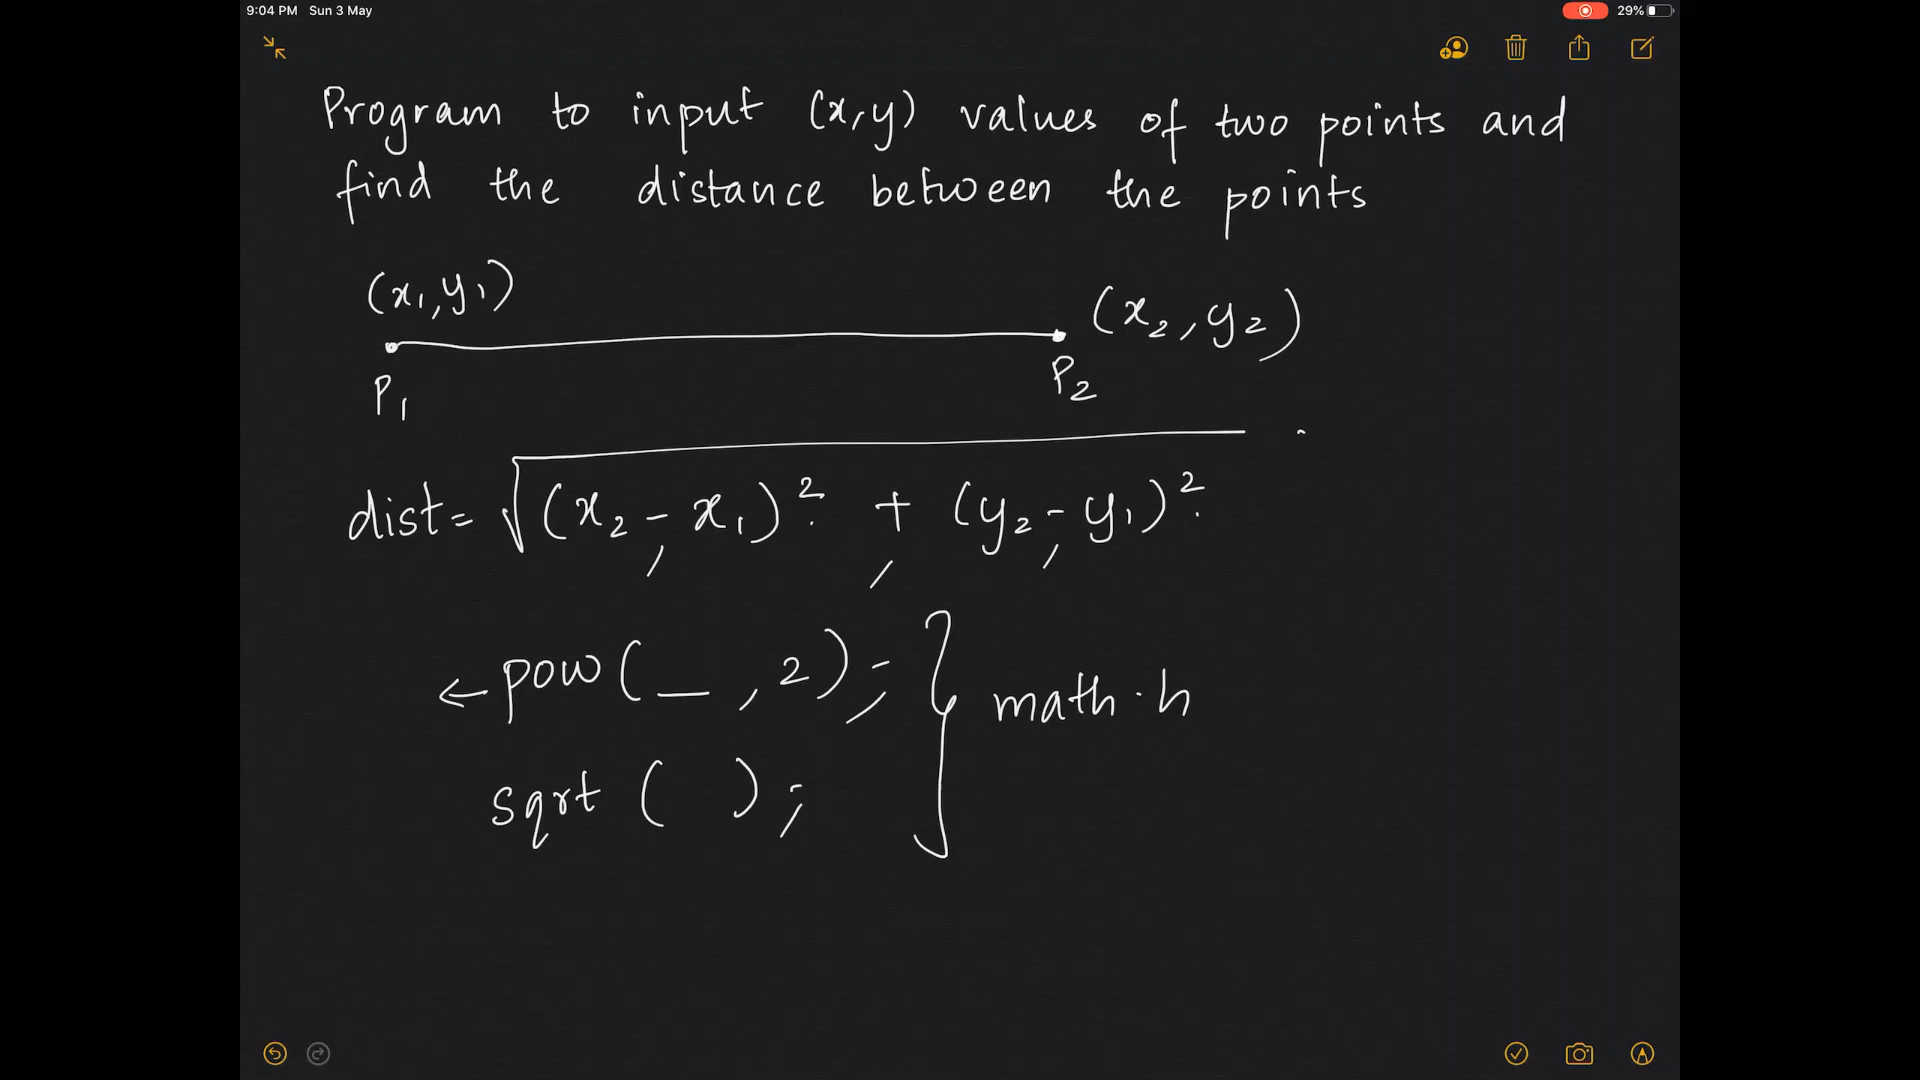 9:04 PM Sun 3 May 29%
Program to input (x,y) values of two points and
find the distance between the points
(x₁,y₁)
(x₂,y₂)
P₁
P₂
dist = √(x₂-x₁)² + (y₂-y₁)²
← pow( _ ,2);
math.h
sqrt ( );